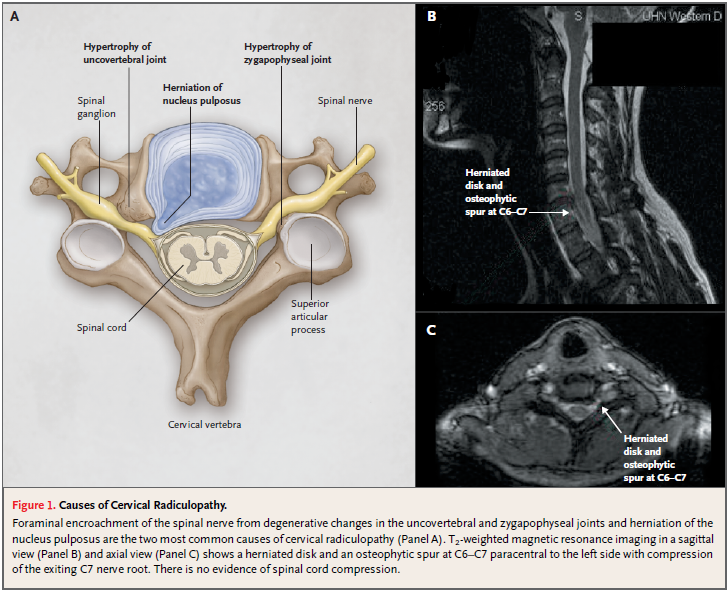 A
Hypertrophy of
uncovertebral joint
Hypertrophy of
zygapophyseal joint
Herniation of
nucleus pulposus
Spinal
ganglion
Spinal nerve
Spinal cord
Superior
articular
process
Cervical vertebra
B
S
UHN Western D
256
Herniated
disk and
osteophytic
spur at C6–C7
C
Herniated
disk and
osteophytic
spur at C6–C7
Figure 1. Causes of Cervical Radiculopathy.
Foraminal encroachment of the spinal nerve from degenerative changes in the uncovertebral and zygapophyseal joints and herniation of the
nucleus pulposus are the two most common causes of cervical radiculopathy (Panel A). T2-weighted magnetic resonance imaging in a sagittal
view (Panel B) and axial view (Panel C) shows a herniated disk and an osteophytic spur at C6–C7 paracentral to the left side with compression
of the exiting C7 nerve root. There is no evidence of spinal cord compression.